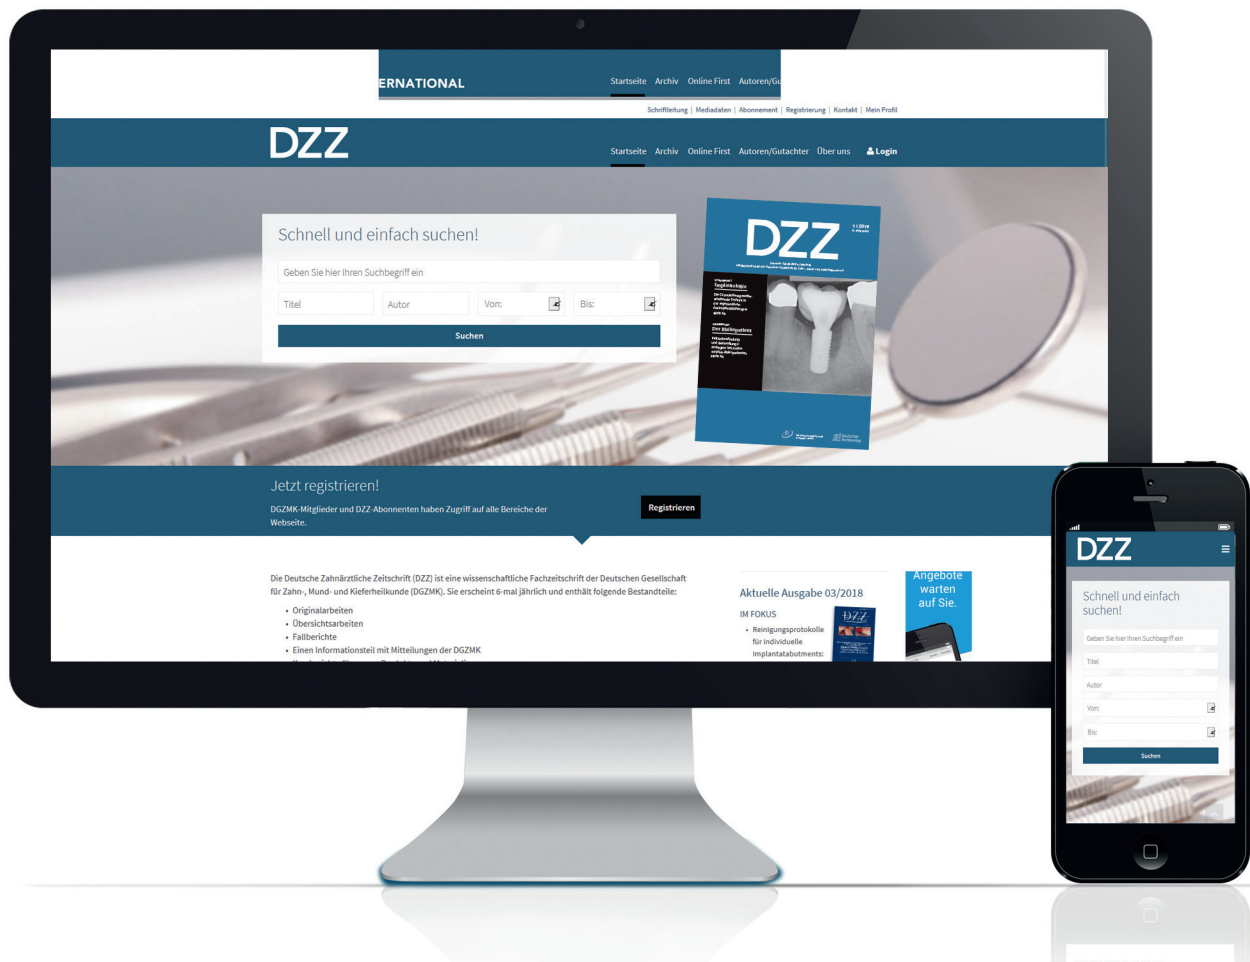 ERNATIONAL
Startseite Archiv Online First Autoren/Gu
Schriftleitung | Mediadaten | Abonnement | Registrierung | Kontakt | Mein Profil
DZZ
Startseite Archiv Online First Autoren/Gutachter Über uns Login
Schnell und einfach suchen!
Geben Sie hier Ihren Suchbegriff ein
Titel Autor Von: Bis:
Suchen
DZZ
1 / 2019
Implantologie
Der Risikopatient
Jetzt registrieren!
DGZMK-Mitglieder und DZZ-Abonnenten haben Zugriff auf alle Bereiche der
Webseite.
Registrieren
Die Deutsche Zahnärztliche Zeitschrift (DZZ) ist eine wissenschaftliche Fachzeitschrift der Deutschen Gesellschaft
für Zahn-, Mund- und Kieferheilkunde (DGZMK). Sie erscheint 6-mal jährlich und enthält folgende Bestandteile:
• Originalarbeiten
• Übersichtsarbeiten
• Fallberichte
• Einen Informationsteil mit Mitteilungen der DGZMK
Aktuelle Ausgabe 03/2018
IM FOKUS
• Reinigungsprotokolle
für individuelle
Implantatabutments:
DZZ
Angebote
warten
auf Sie.
DZZ
Schnell und einfach
suchen!
Geben Sie hier Ihren Suchbegriff ein
Titel
Autor
Von:
Bis:
Suchen